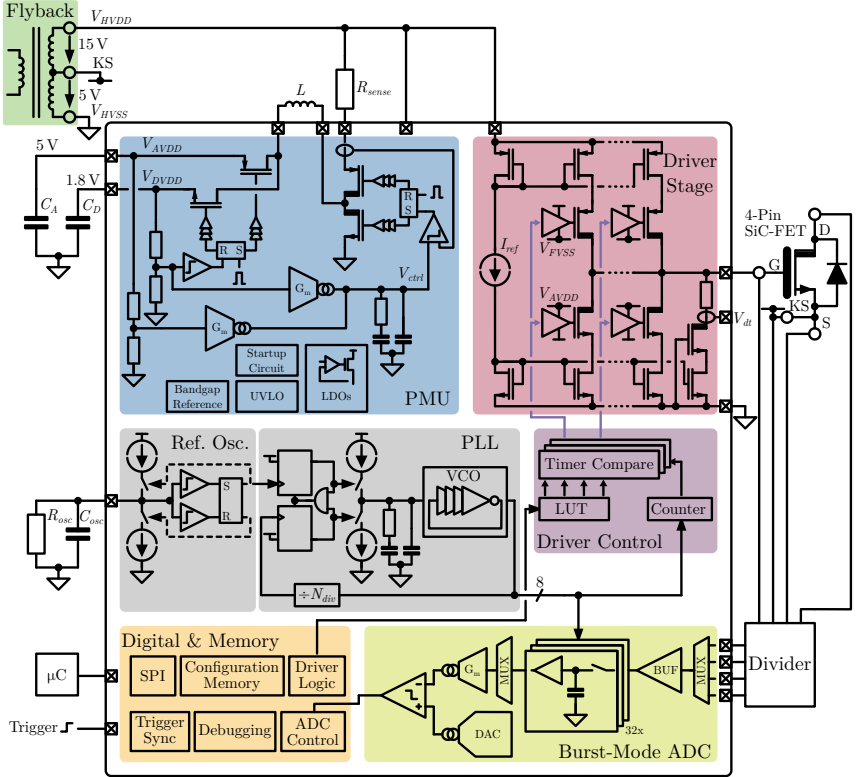 Flyback
V_HVDD
15 V
KS
5 V
V_HVSS
L
R_sense
5 V
V_AVDD
1.8 V
V_DVDD
C_A
C_D
R
S
R S
V_ctrl
G_m
G_m
Startup
Circuit
Bandgap
Reference
UVLO
LDOs
PMU
Driver
Stage
I_ref
V_FVSS
V_AVDD
V_dt
4-Pin
SiC-FET
D
G
KS
S
Ref. Osc.
PLL
S
R
VCO
R_osc
C_osc
÷N_div
8
Timer Compare
LUT
Counter
Driver Control
Digital & Memory
SPI
Configuration
Memory
Driver
Logic
Trigger
Sync
Debugging
ADC
Control
μC
Trigger
G_m
MUX
DAC
32x
BUF
MUX
Burst-Mode ADC
Divider